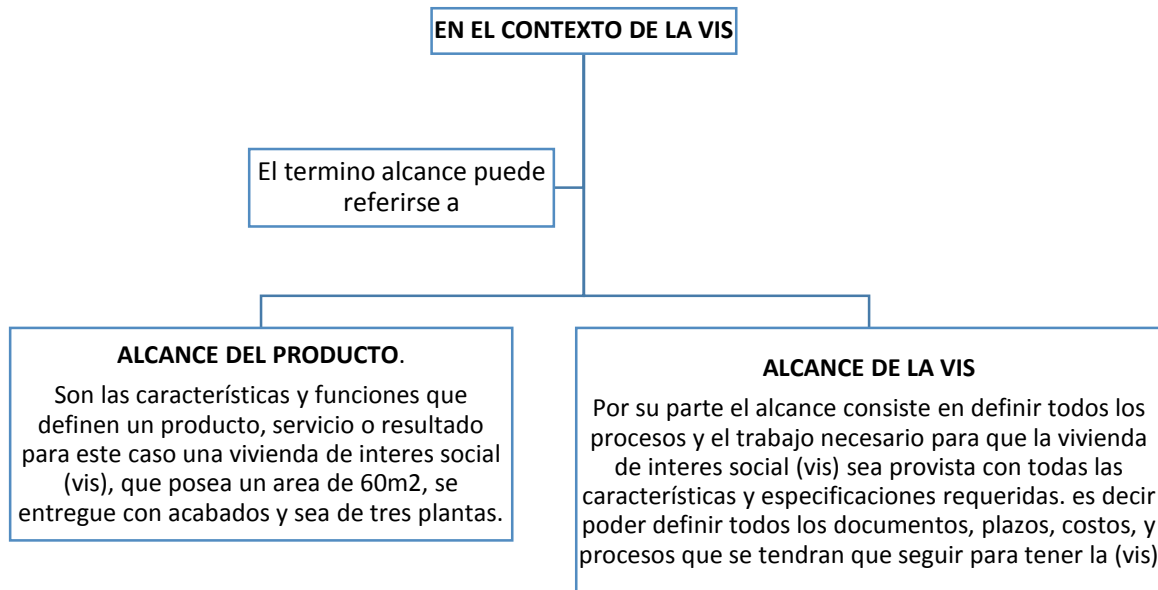 EN EL CONTEXTO DE LA VIS
El termino alcance puede
referirse a
ALCANCE DEL PRODUCTO.
Son las características y funciones que
definen un producto, servicio o resultado
para este caso una vivienda de interes social
(vis), que posea un area de 60m2, se
entregue con acabados y sea de tres plantas.
ALCANCE DE LA VIS
Por su parte el alcance consiste en definir todos los
procesos y el trabajo necesario para que la vivienda
de interes social (vis) sea provista con todas las
características y especificaciones requeridas. es decir
poder definir todos los documentos, plazos, costos, y
procesos que se tendran que seguir para tener la (vis)